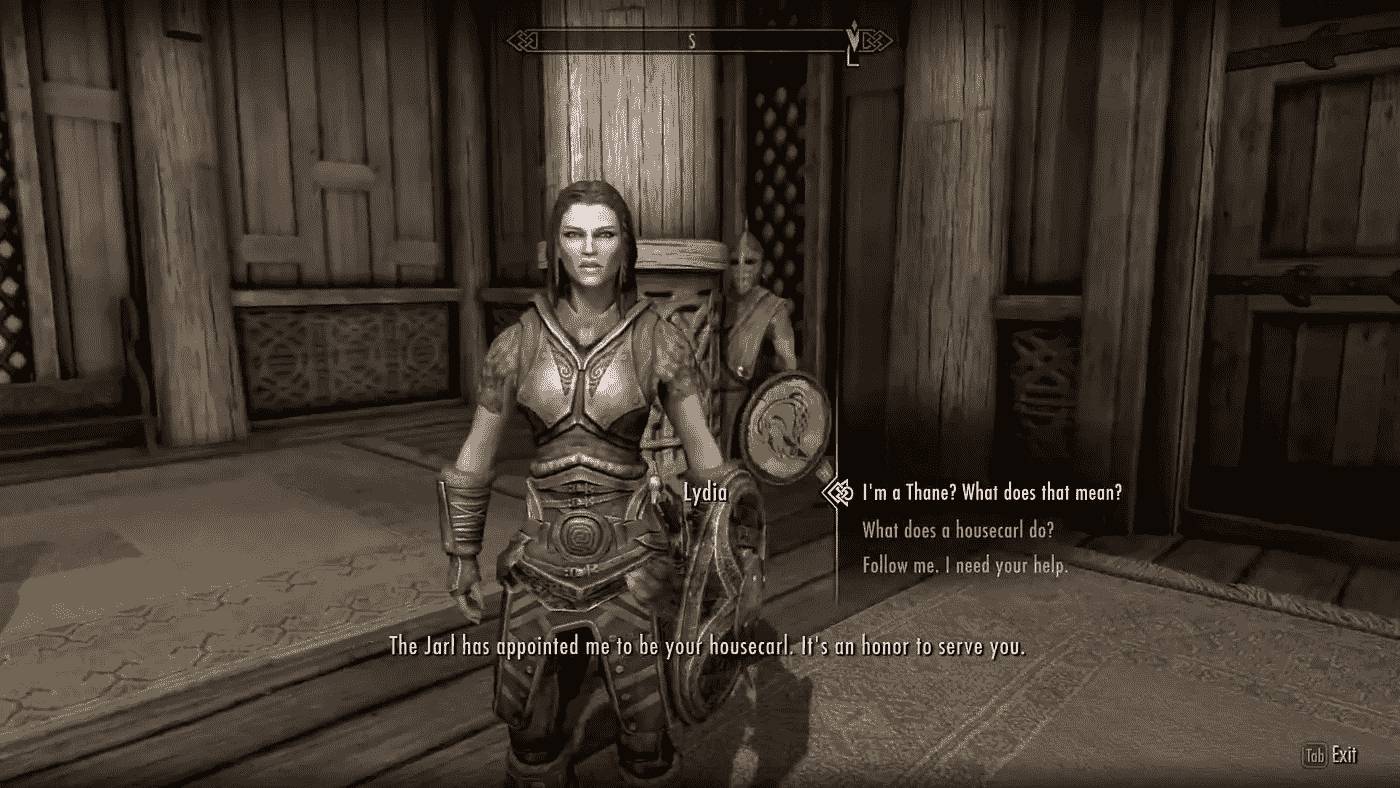 S
Lydia
I'm a Thane? What does that mean?
What does a housecarl do?
Follow me. I need your help.
The Jarl has appointed me to be your housecarl. It's an honor to serve you.
Tab Exit